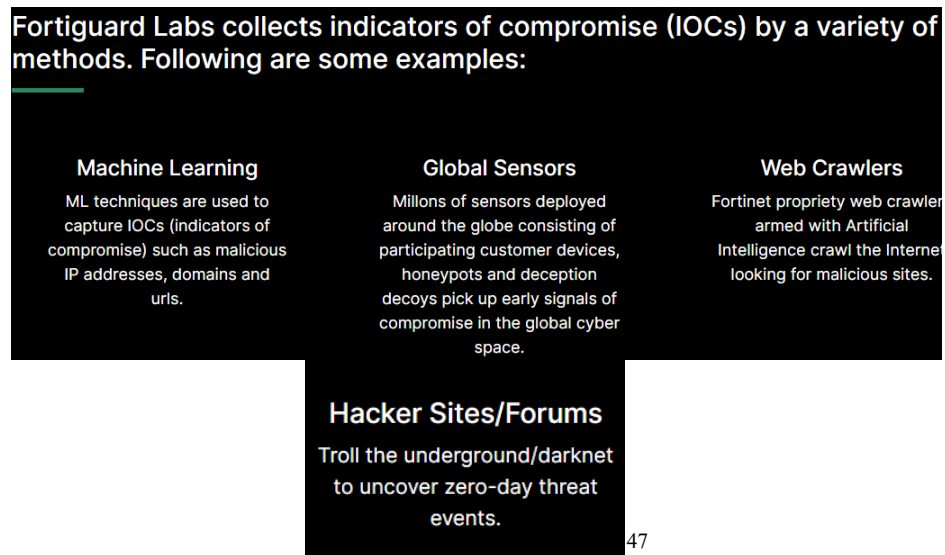 Fortiguard Labs collects indicators of compromise (IOCs) by a variety of
methods. Following are some examples:
Machine Learning
ML techniques are used to
capture IOCs (indicators of
compromise) such as malicious
IP addresses, domains and
urls.
Global Sensors
Millons of sensors deployed
around the globe consisting of
participating customer devices,
honeypots and deception
decoys pick up early signals of
compromise in the global cyber
space.
Web Crawlers
Fortinet propriety web crawler
armed with Artificial
Intelligence crawl the Internet
looking for malicious sites.
Hacker Sites/Forums
Troll the underground/darknet
to uncover zero-day threat
events.
47